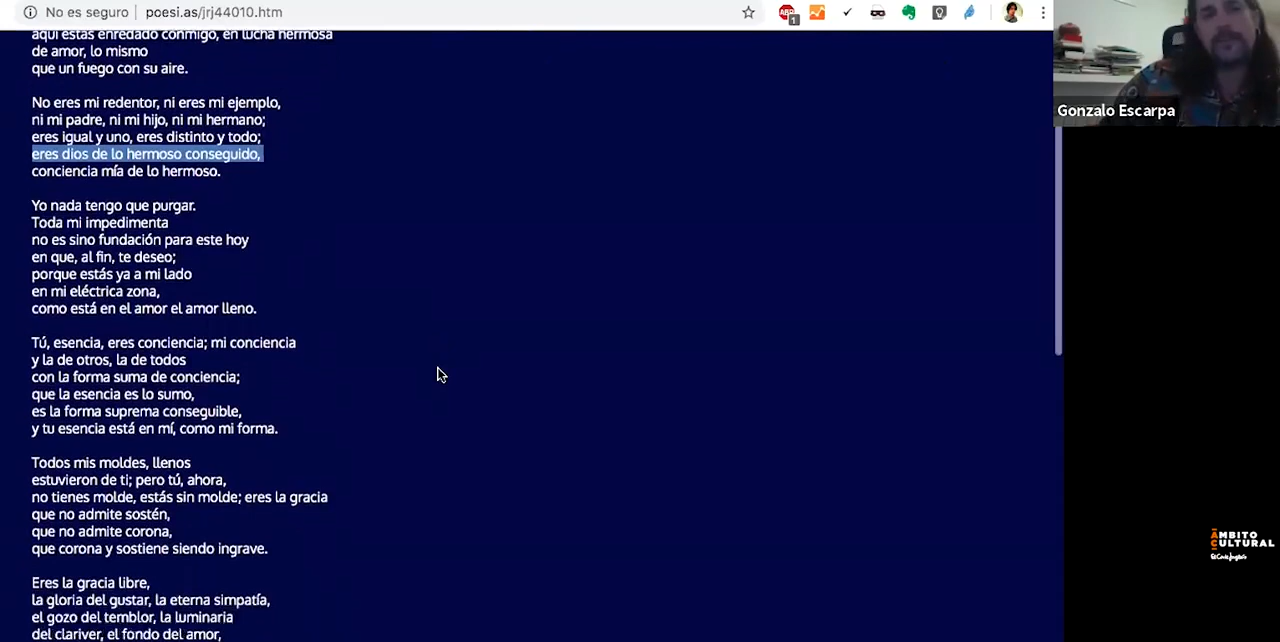 No es seguro
poesi.as/jrj44010.htm
ABP
1
Gonzalo Escarpa
aquí estás enredado conmigo, en lucha hermosa
de amor, lo mismo
que un fuego con su aire.
No eres mi redentor, ni eres mi ejemplo,
ni mi padre, ni mi hijo, ni mi hermano;
eres igual y uno, eres distinto y todo;
eres dios de lo hermoso conseguido,
conciencia mía de lo hermoso.
Yo nada tengo que purgar.
Toda mi impedimenta
no es sino fundación para este hoy
en que, al fin, te deseo;
porque estás ya a mi lado
en mi eléctrica zona,
como está en el amor el amor lleno.
Tú, esencia, eres conciencia; mi conciencia
y la de otros, la de todos
con la forma suma de conciencia;
que la esencia es lo sumo,
es la forma suprema conseguible,
y tu esencia está en mí, como mi forma.
Todos mis moldes, llenos
estuvieron de ti; pero tú, ahora,
no tienes molde, estás sin molde; eres la gracia
que no admite sostén,
que no admite corona,
que corona y sostiene siendo ingrave.
Eres la gracia libre,
la gloria del gustar, la eterna simpatía,
el gozo del temblor, la luminaria
del clariver, el fondo del amor,
ÁMBITO
CULTURAL
El Corte Inglés